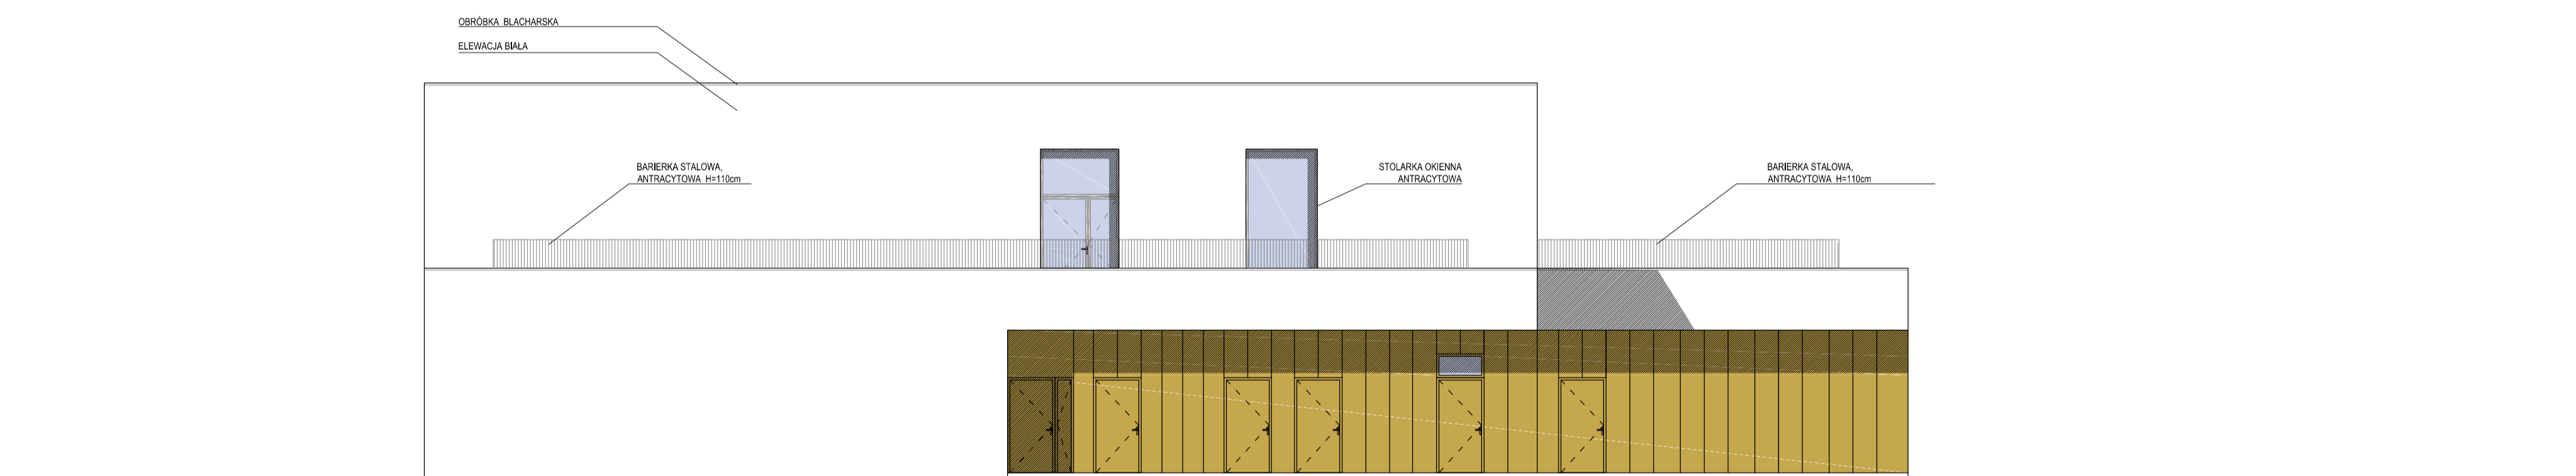 OBRÓBKA BLACHARSKA
ELEWACJA BIAŁA
BARIERKA STALOWA,
ANTRACYTOWA H=110cm
STOLARKA OKIENNA
ANTRACYTOWA
BARIERKA STALOWA,
ANTRACYTOWA H=110cm